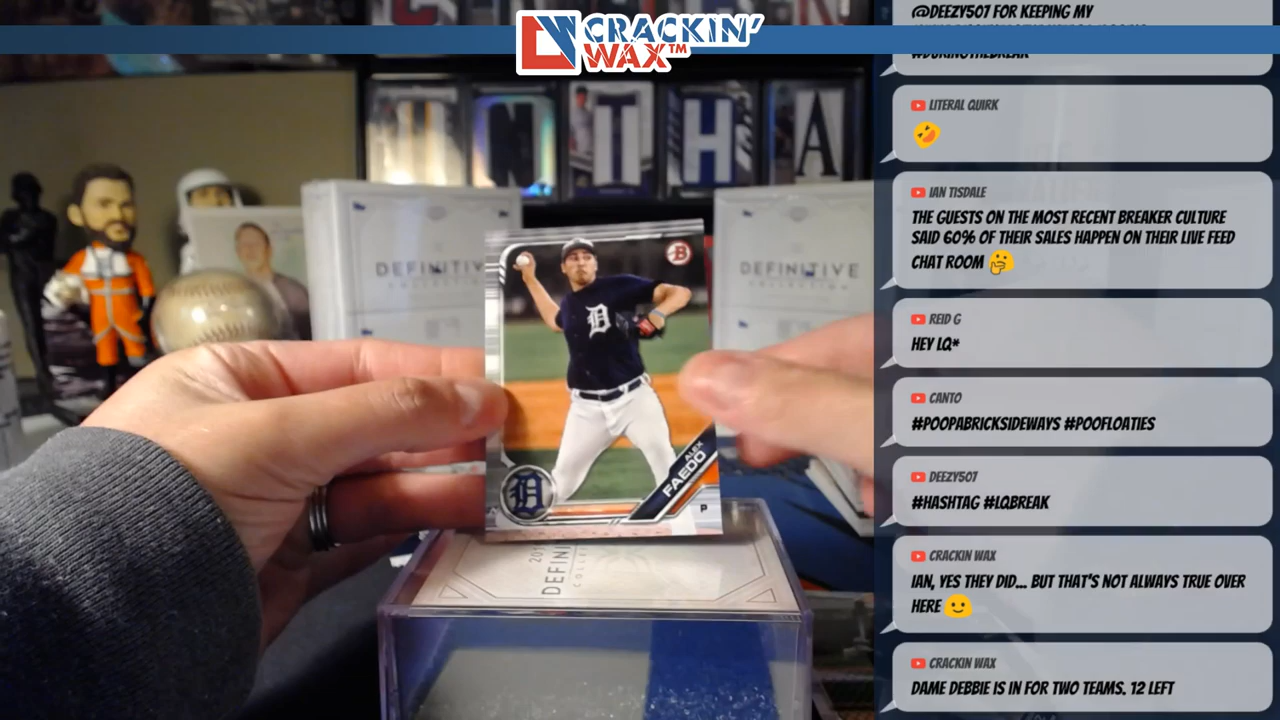 CRACKIN'
WAX™
@DEEZY507 FOR KEEPING MY
#DURINGTHEBREAK
LITERAL QUIRK
🤣
IAN TISDALE
THE GUESTS ON THE MOST RECENT BREAKER CULTURE
SAID 60% OF THEIR SALES HAPPEN ON THEIR LIVE FEED
CHAT ROOM 🤔
REID G
HEY LQ*
CANTO
#POOPABRICKSIDEWAYS #POOFLOATIES
DEEZY507
#HASHTAG #LQBREAK
CRACKIN WAX
IAN, YES THEY DID... BUT THAT'S NOT ALWAYS TRUE OVER
HERE 🙂
CRACKIN WAX
DAME DEBBIE IS IN FOR TWO TEAMS. 12 LEFT
N T H A
DEFINITIVE
COLLECTION
DEFINITIVE
COLLECTION
B
D
ALEX
FAEDO
D
P
DEFINI